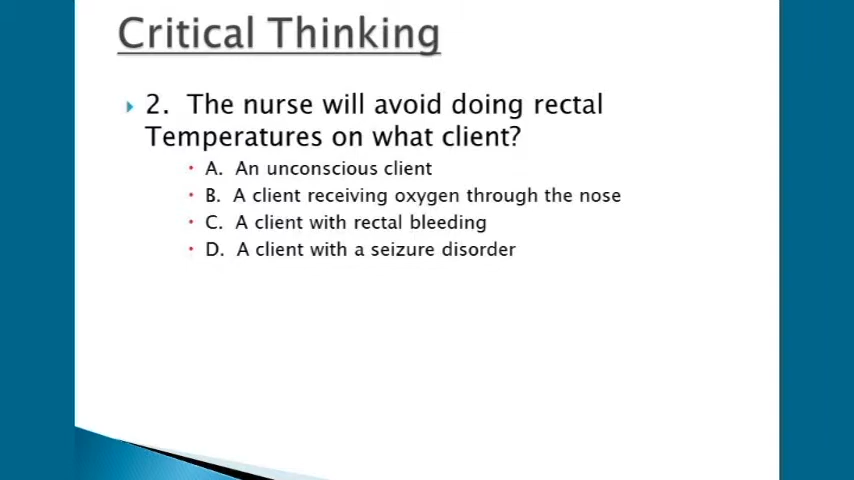 Critical Thinking
2. The nurse will avoid doing rectal
Temperatures on what client?
A. An unconscious client
B. A client receiving oxygen through the nose
C. A client with rectal bleeding
D. A client with a seizure disorder